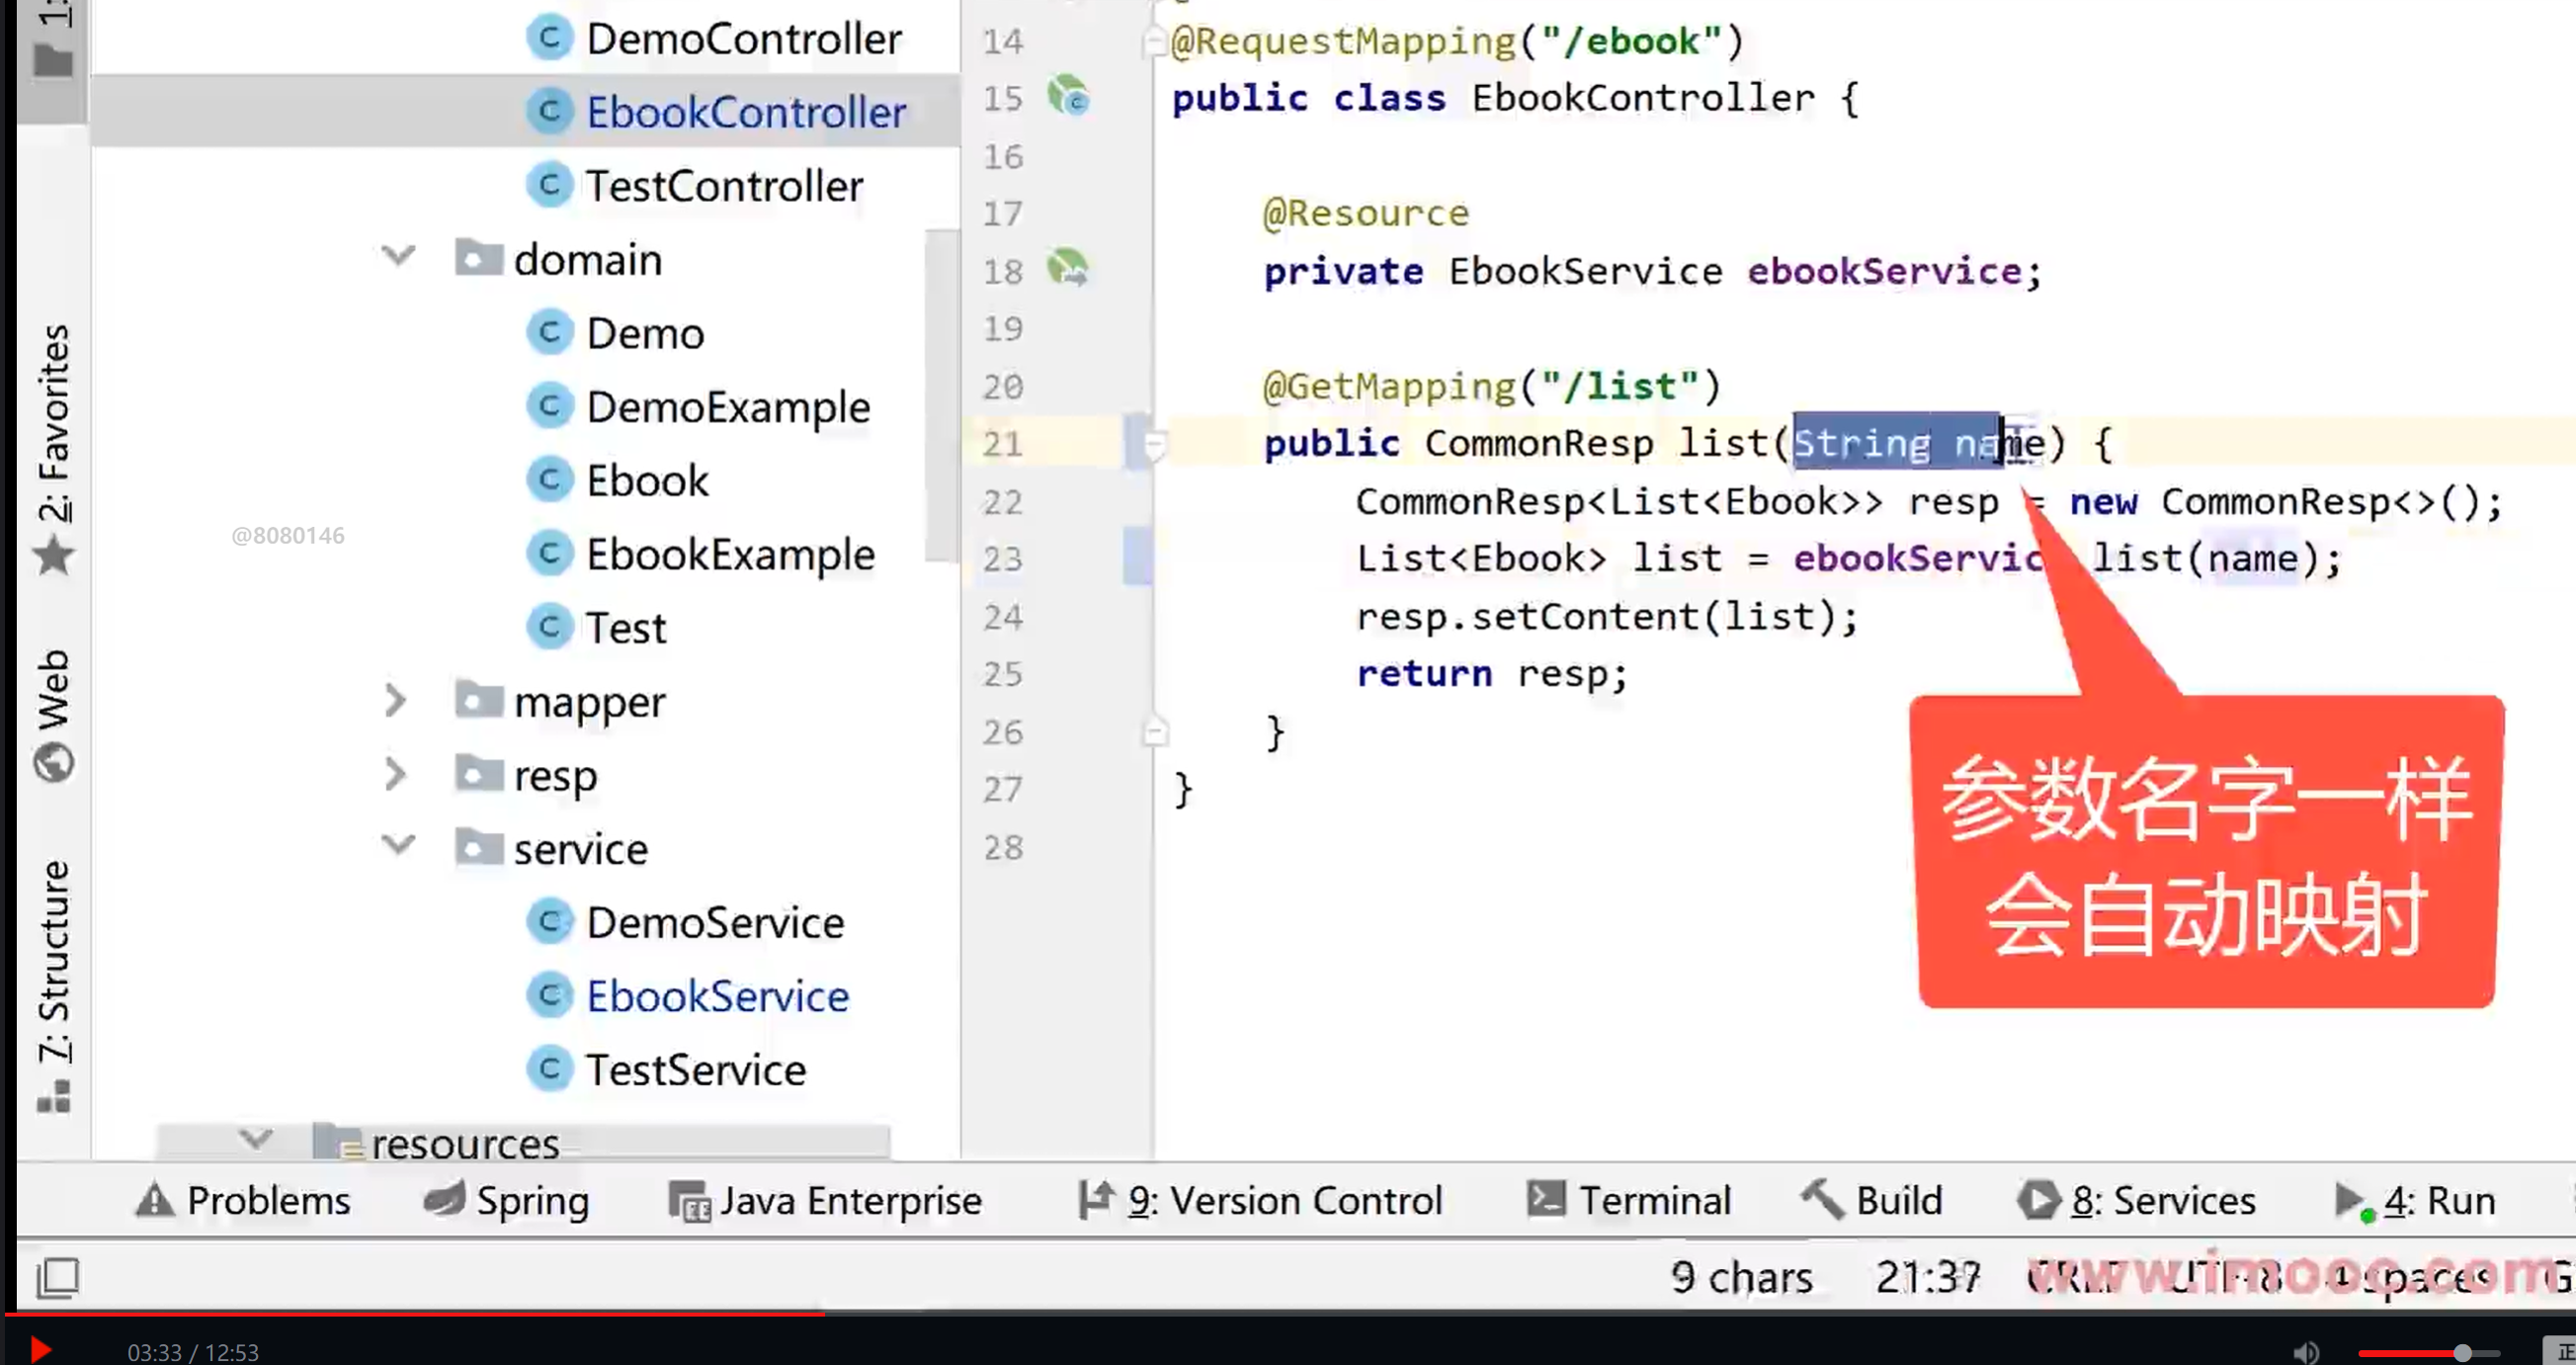 1:
2: Favorites
Web
7: Structure
DemoController
EbookController
TestController
domain
Demo
DemoExample
Ebook
EbookExample
Test
mapper
resp
service
DemoService
EbookService
TestService
resources
@8080146
14 @RequestMapping("/ebook")
15 public class EbookController {
16
17 @Resource
18 private EbookService ebookService;
19
20 @GetMapping("/list")
21 public CommonResp list(String name) {
22 CommonResp<List<Ebook>> resp = new CommonResp<>();
23 List<Ebook> list = ebookServic list(name);
24 resp.setContent(list);
25 return resp;
26 }
27 }
28
参数名字一样
会自动映射
Problems Spring Java Enterprise 9: Version Control Terminal Build 8: Services 4: Run
9 chars 21:37 CRLF UTF-8 4 spaces G
www.imooc.com
03:33 / 12:53